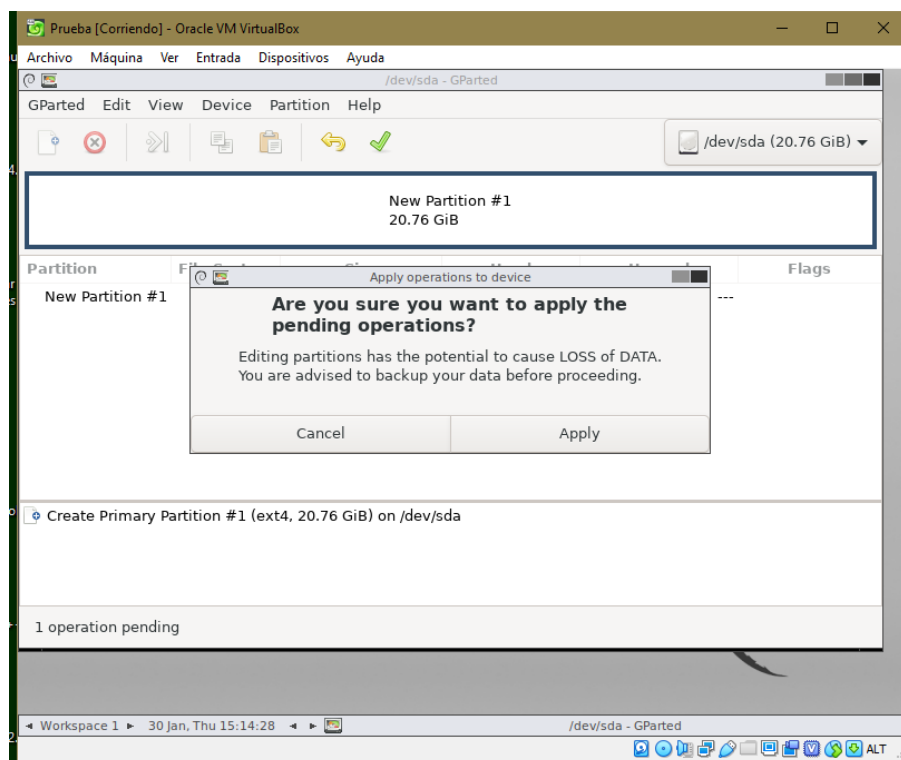 Prueba [Corriendo] - Oracle VM VirtualBox
Archivo Máquina Ver Entrada Dispositivos Ayuda
/dev/sda - GParted
GParted Edit View Device Partition Help
/dev/sda (20.76 GiB)
New Partition #1
20.76 GiB
Partition Flags
New Partition #1 ---
Apply operations to device
Are you sure you want to apply the
pending operations?
Editing partitions has the potential to cause LOSS of DATA.
You are advised to backup your data before proceeding.
Cancel Apply
Create Primary Partition #1 (ext4, 20.76 GiB) on /dev/sda
1 operation pending
Workspace 1 30 Jan, Thu 15:14:28 /dev/sda - GParted
ALT